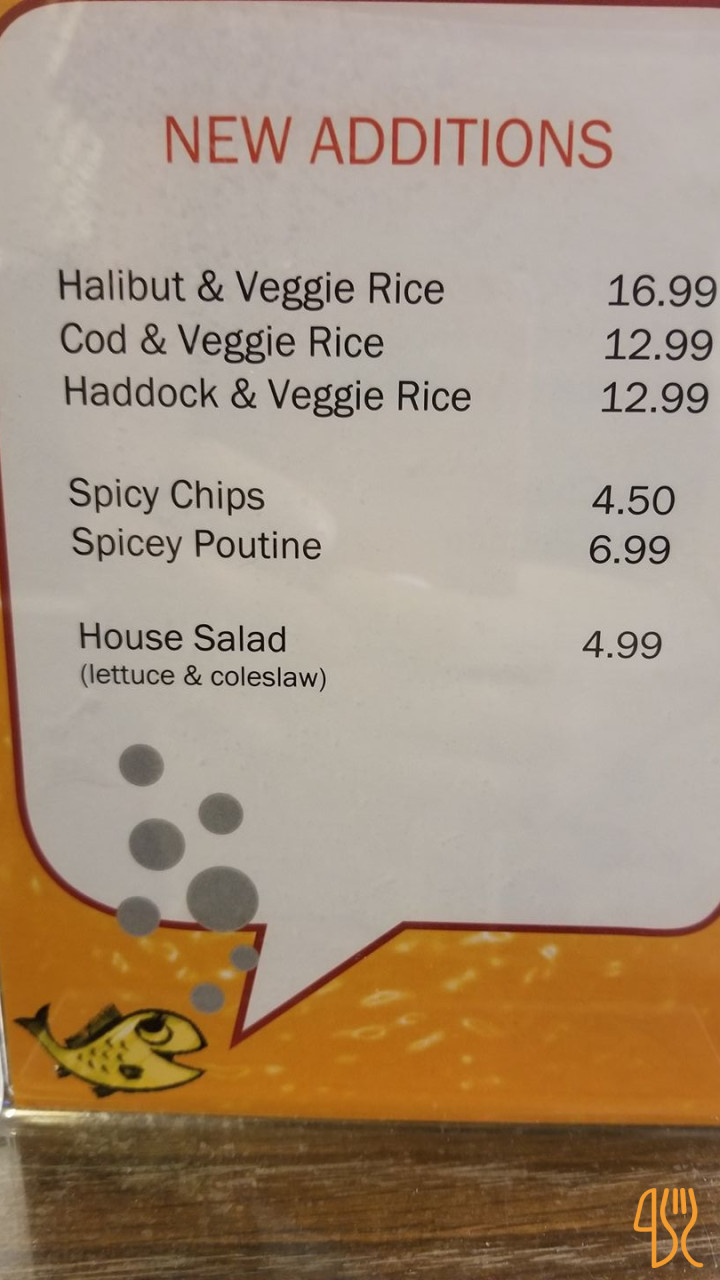 NEW ADDITIONS
Halibut & Veggie Rice 16.99
Cod & Veggie Rice 12.99
Haddock & Veggie Rice 12.99
Spicy Chips 4.50
Spicey Poutine 6.99
House Salad 4.99
(lettuce & coleslaw)